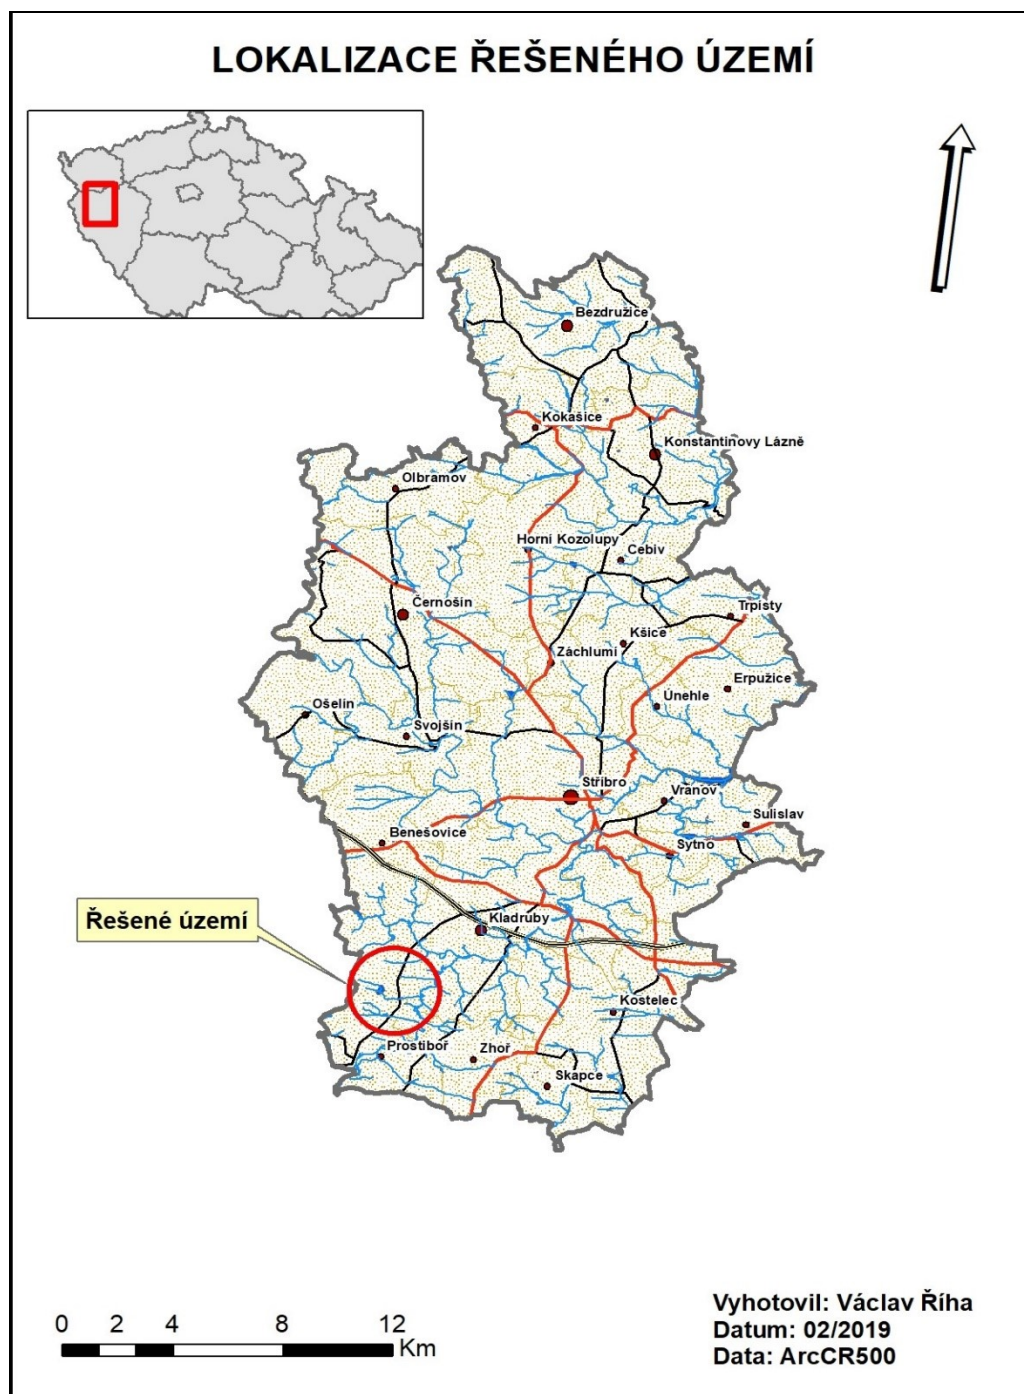 LOKALIZACE ŘEŠENÉHO ÚZEMÍ
Bezdružice
Kokašice
Konstantinovy Lázně
Olbramov
Horní Kozolupy
Cebiv
Černošín
Trpísty
Kšice
Záchlumí
Erpužice
Únehle
Ošelín
Svojšín
Stříbro
Vranov
Sulislav
Benešovice
Sytno
Řešené území
Kladruby
Kostelec
Prostiboř
Zhoř
Skapce
0 2 4 8 12
Km
Vyhotovil: Václav Říha
Datum: 02/2019
Data: ArcCR500